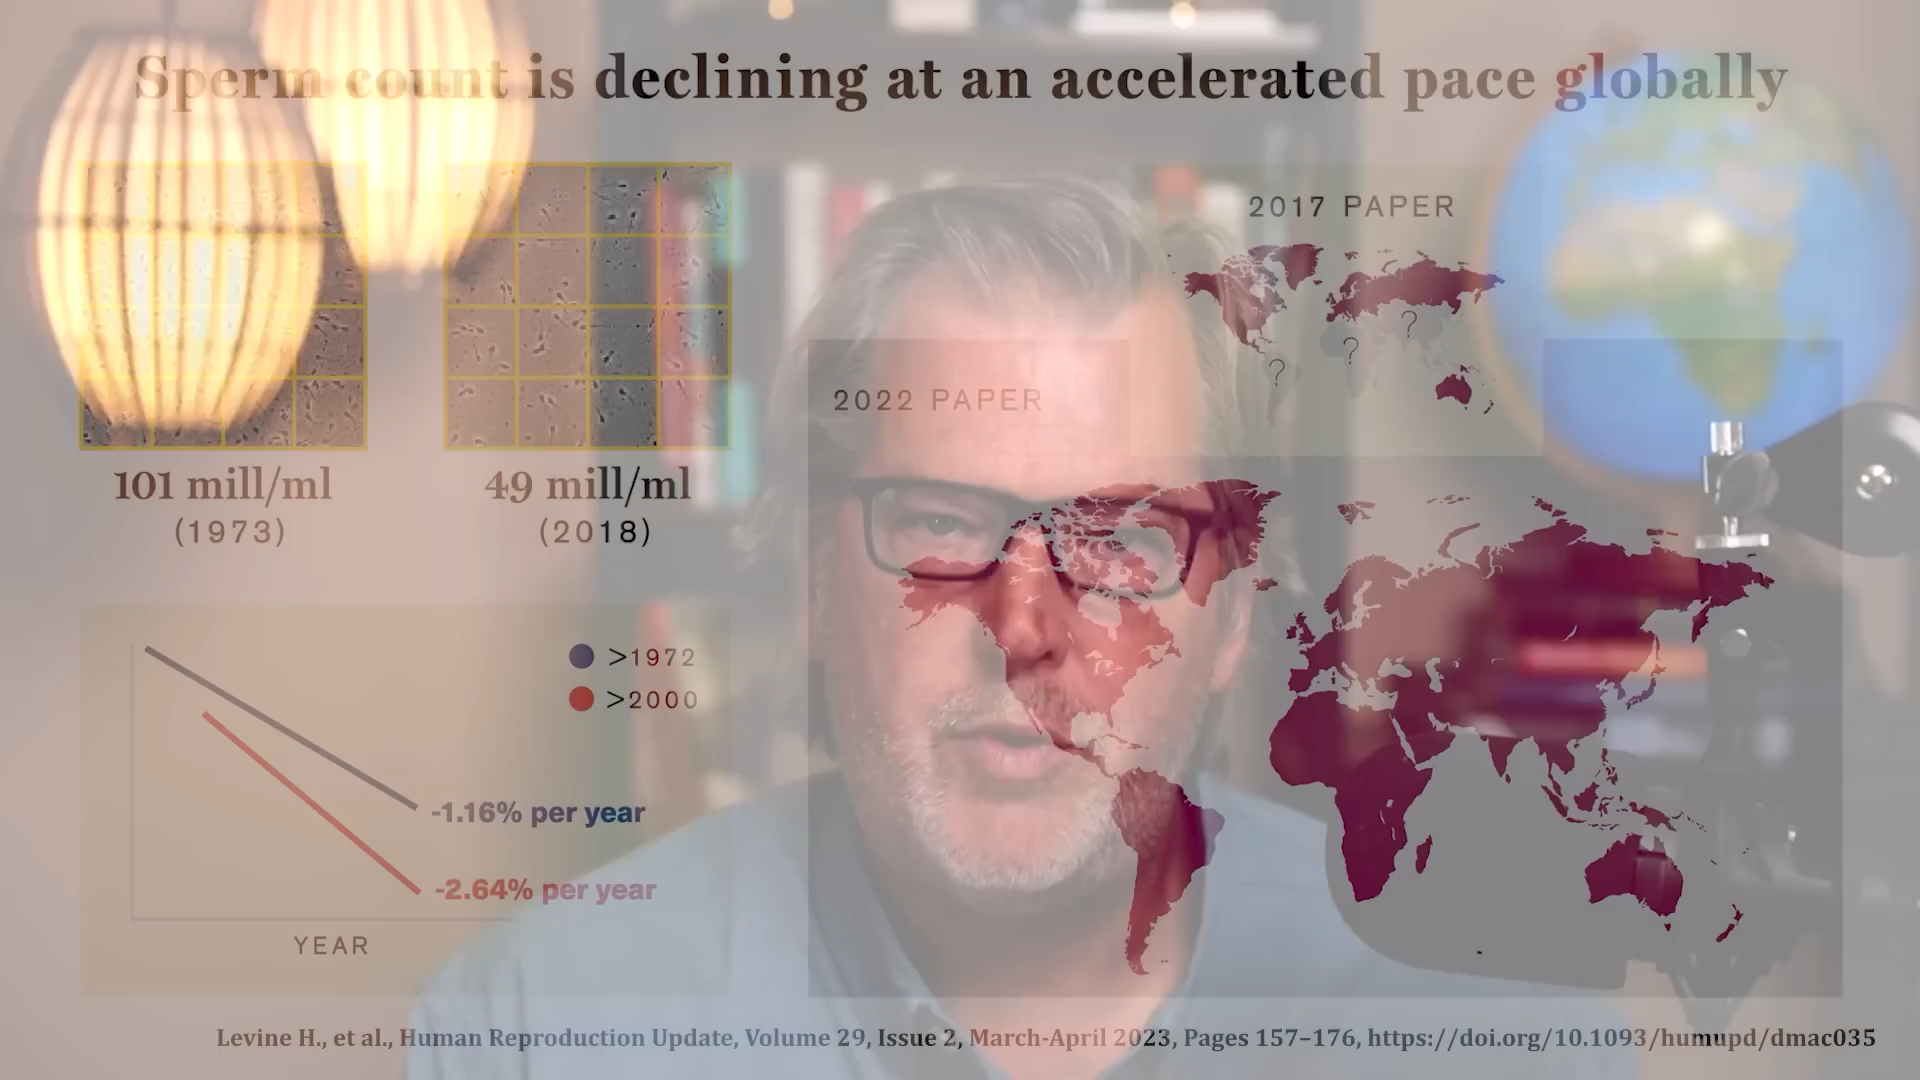 Sperm count is declining at an accelerated pace globally
101 mill/ml
(1973)
49 mill/ml
(2018)
>1972
>2000
-1.16% per year
-2.64% per year
YEAR
2017 PAPER
?
?
?
2022 PAPER
Levine H., et al., Human Reproduction Update, Volume 29, Issue 2, March-April 2023, Pages 157–176, https://doi.org/10.1093/humupd/dmac035